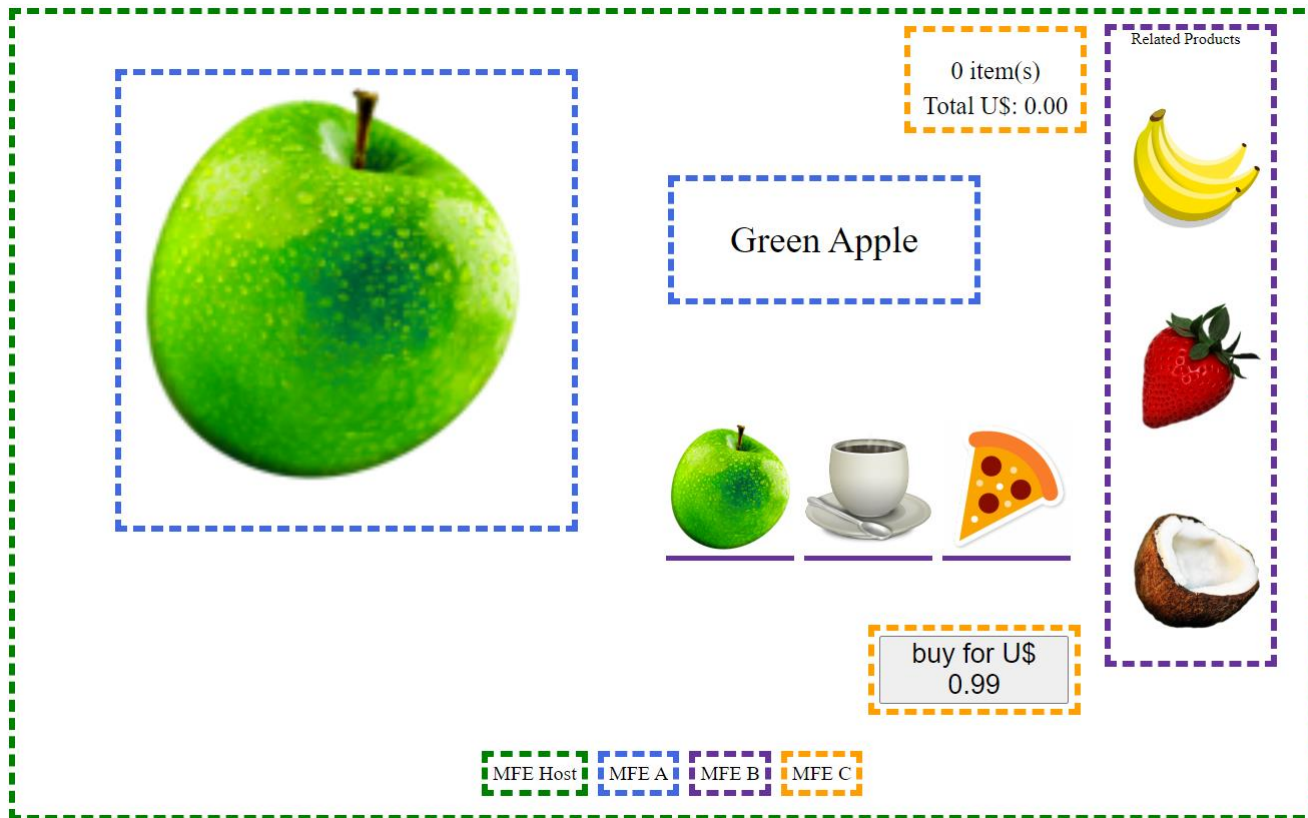 0 item(s)
Total U$: 0.00
Related Products
Green Apple
buy for U$
0.99
MFE Host
MFE A
MFE B
MFE C